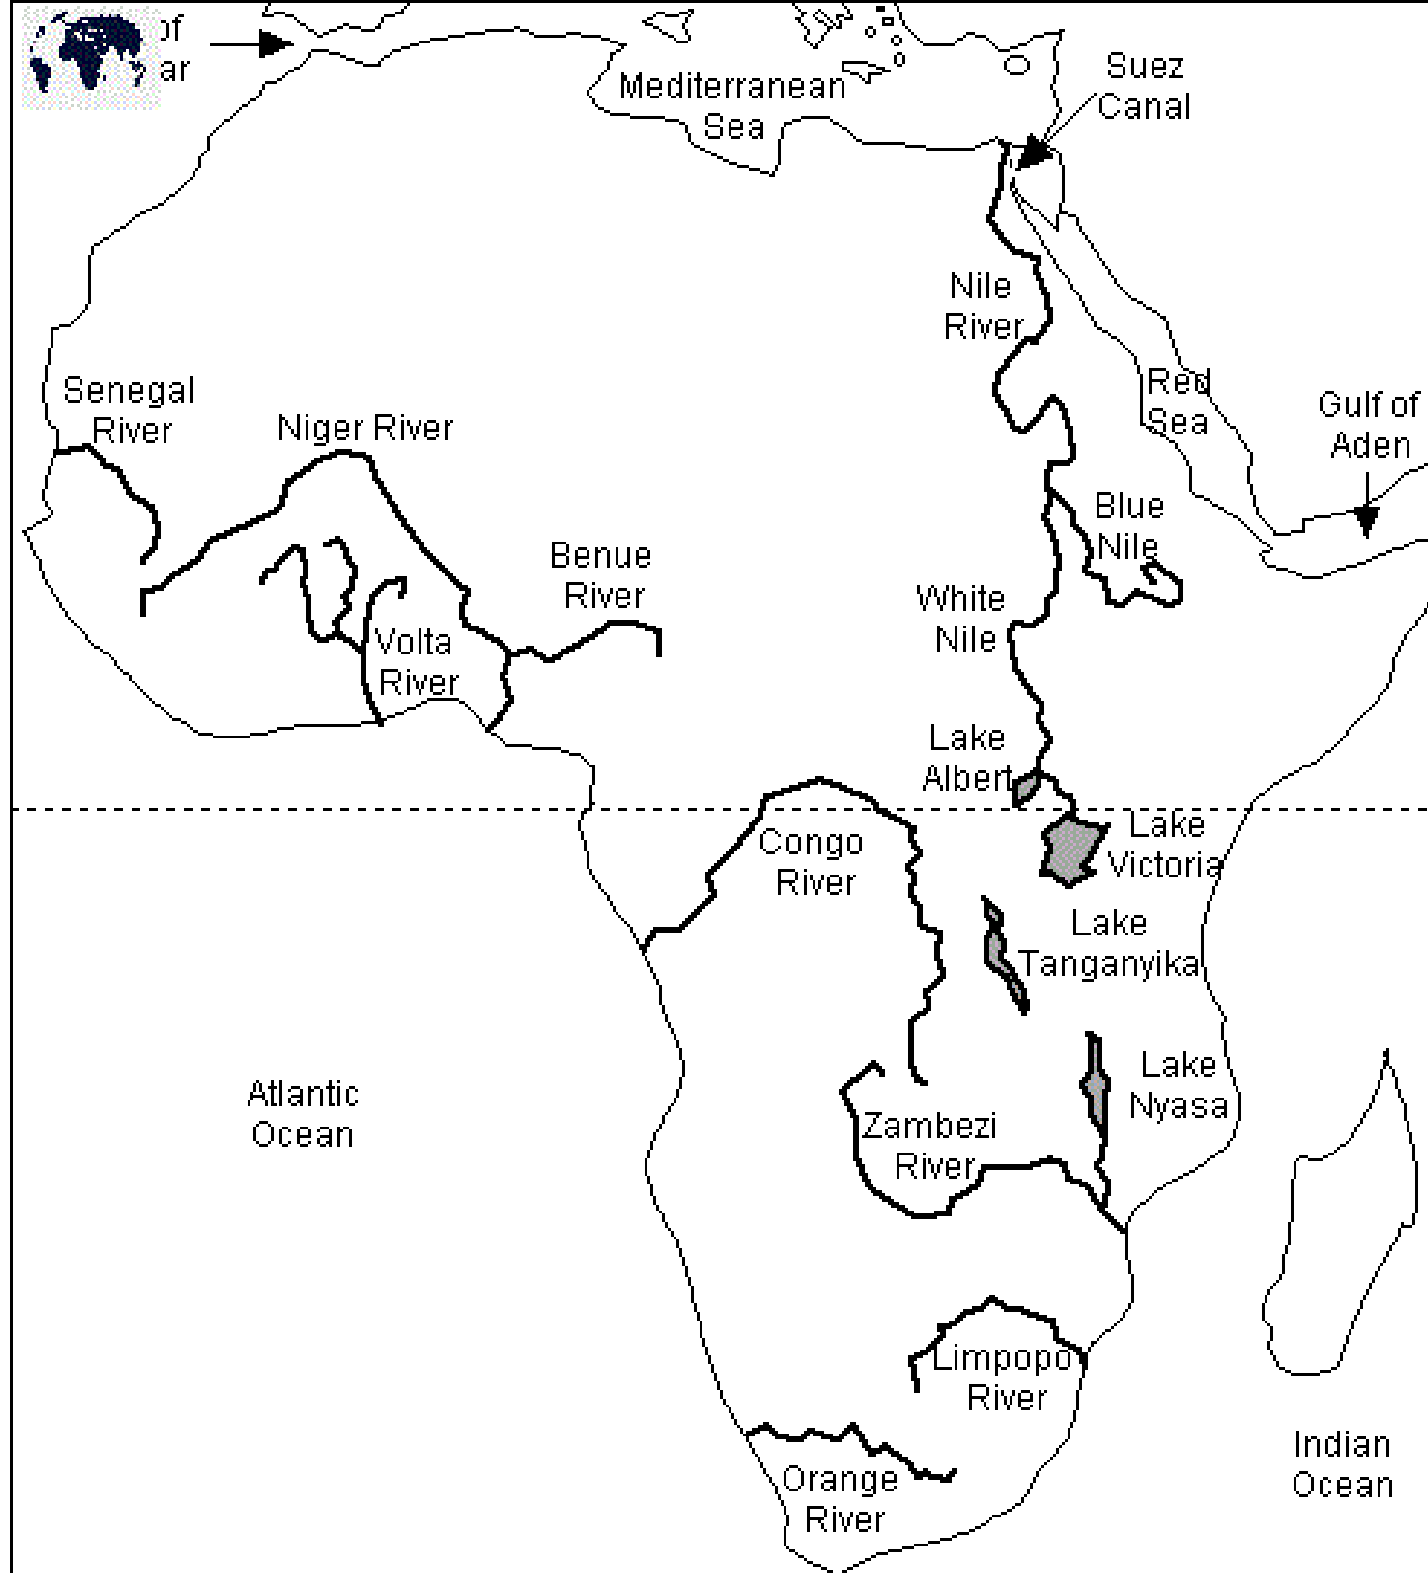 of
ar
Mediterranean
Sea
Suez
Canal
Nile
River
Red
Sea
Gulf of
Aden
Senegal
River
Niger River
Blue
Nile
Benue
River
White
Nile
Volta
River
Lake
Albert
Congo
River
Lake
Victoria
Lake
Tanganyika
Lake
Nyasa
Atlantic
Ocean
Zambezi
River
Limpopo
River
Indian
Ocean
Orange
River